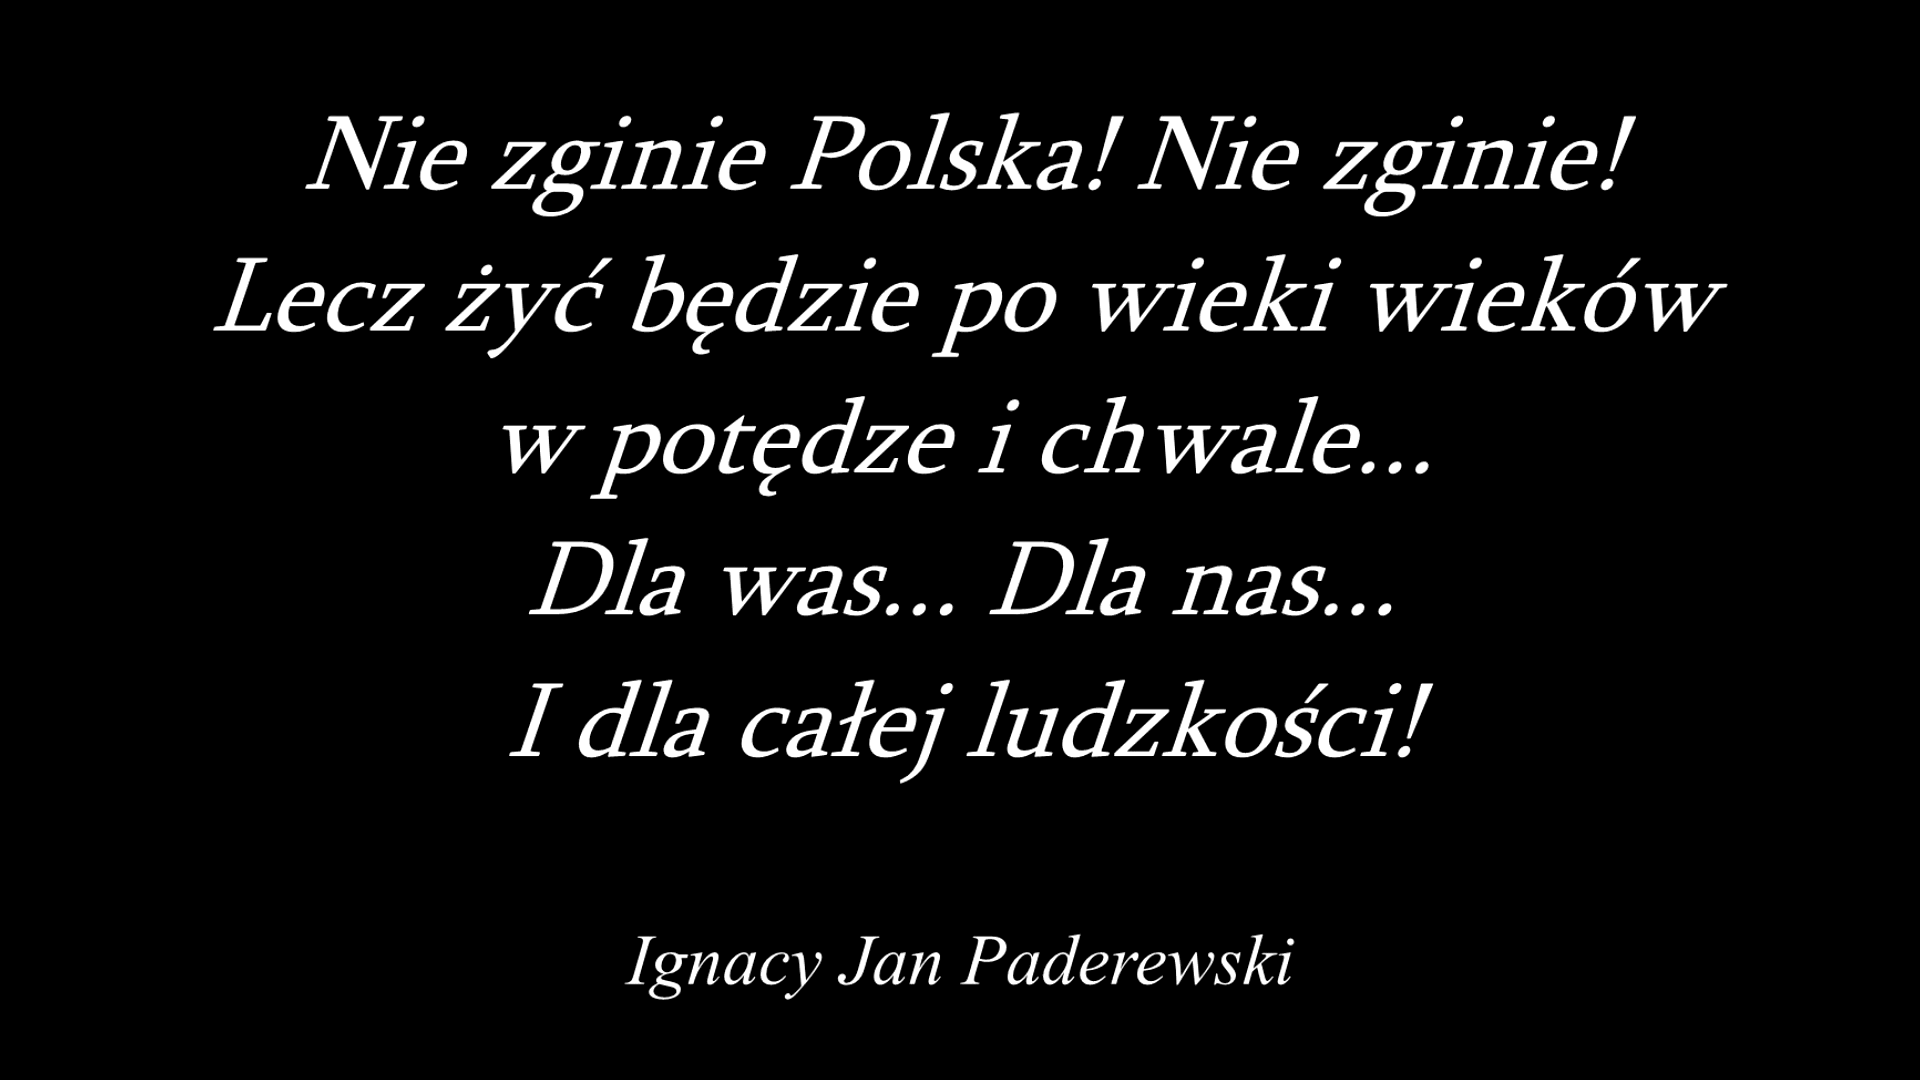 Nie zginie Polska! Nie zginie!
Lecz żyć będzie po wieki wieków
w potędze i chwale...
Dla was... Dla nas...
I dla całej ludzkości!
Ignacy Jan Paderewski